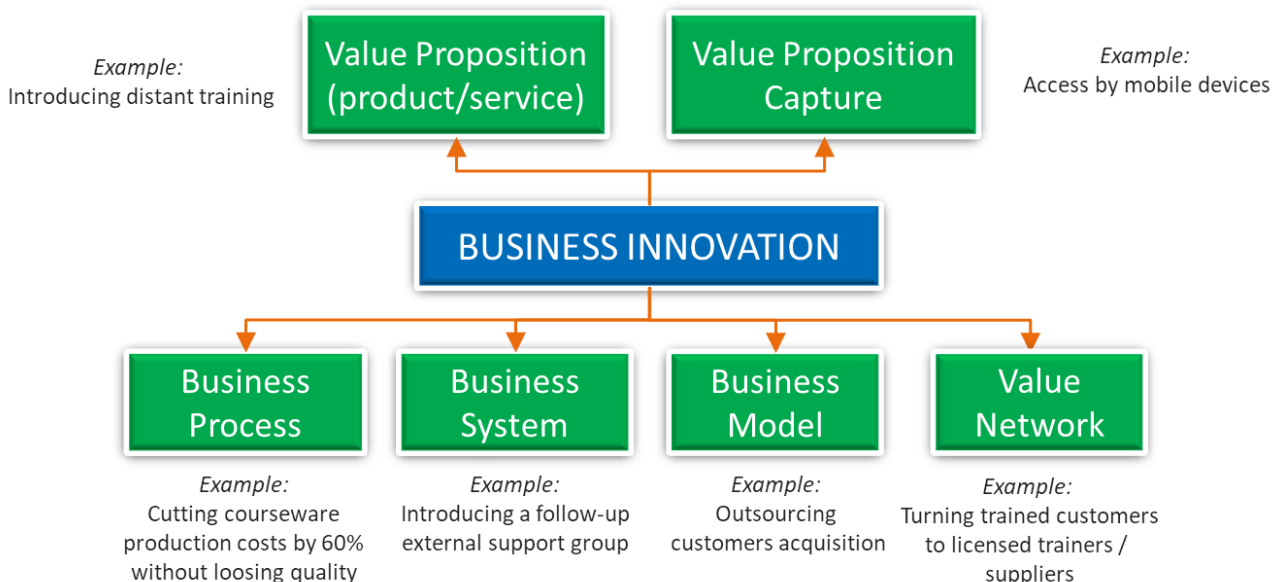 Example:
Introducing distant training
Value Proposition
(product/service)
Value Proposition
Capture
Example:
Access by mobile devices
BUSINESS INNOVATION
Business
Process
Business
System
Business
Model
Value
Network
Example:
Cutting courseware
production costs by 60%
without loosing quality
Example:
Introducing a follow-up
external support group
Example:
Outsourcing
customers acquisition
Example:
Turning trained customers
to licensed trainers /
suppliers